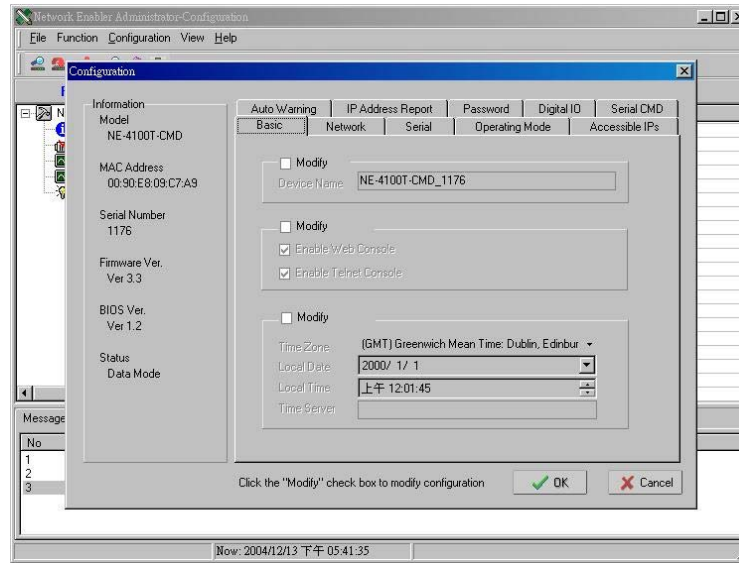 Network Enabler Administrator-Configuration
File Function Configuration View Help
Configuration
Information
Model
NE-4100T-CMD
MAC Address
00:90:E8:09:C7:A9
Serial Number
1176
Firmware Ver.
Ver 3.3
BIOS Ver.
Ver 1.2
Status
Data Mode
Auto Warning IP Address Report Password Digital IO Serial CMD
Basic Network Serial Operating Mode Accessible IPs
Modify
Device Name NE-4100T-CMD_1176
Modify
Enable Web Console
Enable Telnet Console
Modify
Time Zone (GMT) Greenwich Mean Time: Dublin, Edinbur
Local Date 2000/ 1/ 1
Local Time 上午 12:01:45
Time Server
Click the "Modify" check box to modify configuration OK Cancel
Message
No
1
2
3
Now: 2004/12/13 下午 05:41:35